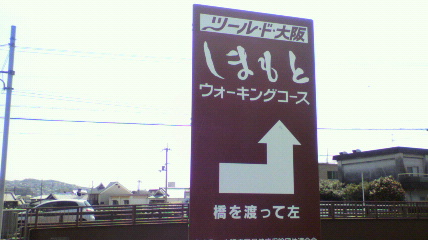 ツール・ド・大阪
しまもと
ウォーキングコース
橋を渡って左